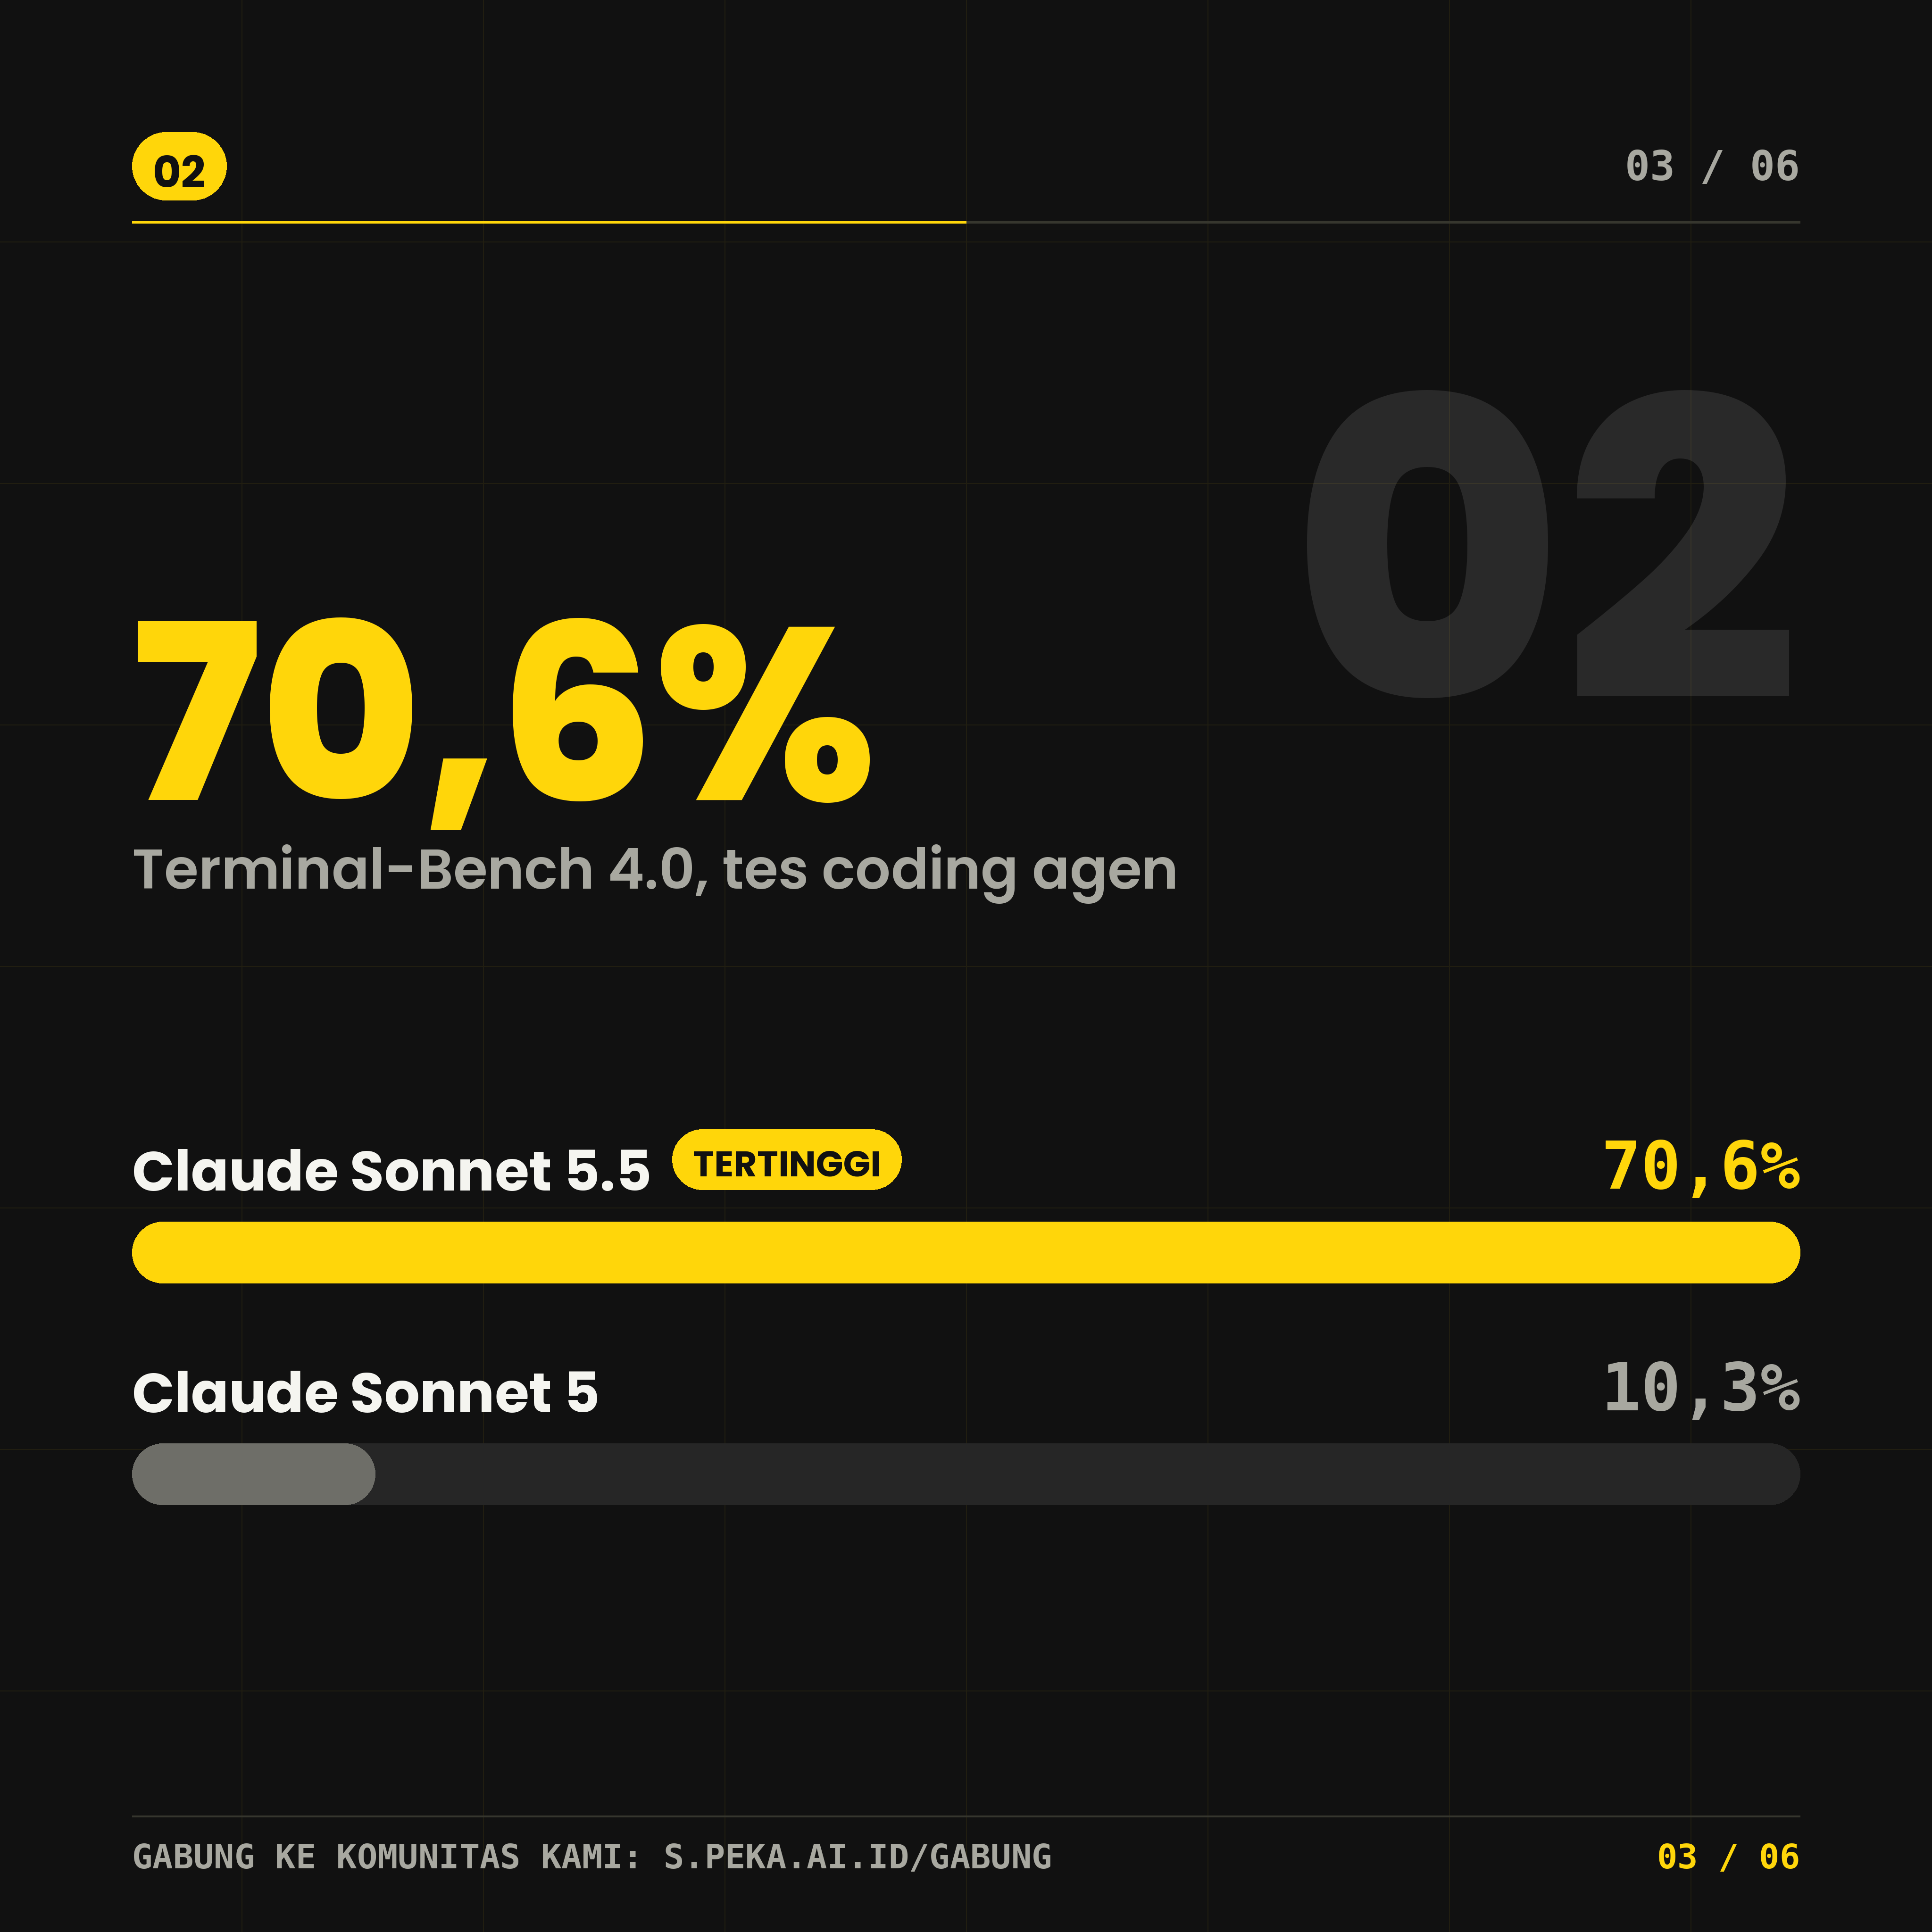 02
03 / 06
02
70,6%
Terminal-Bench 4.0, tes coding agen
Claude Sonnet 5.5 TERTINGGI 70,6%
Claude Sonnet 5 10,3%
GABUNG KE KOMUNITAS KAMI: S.PEKA.AI.ID/GABUNG 03 / 06